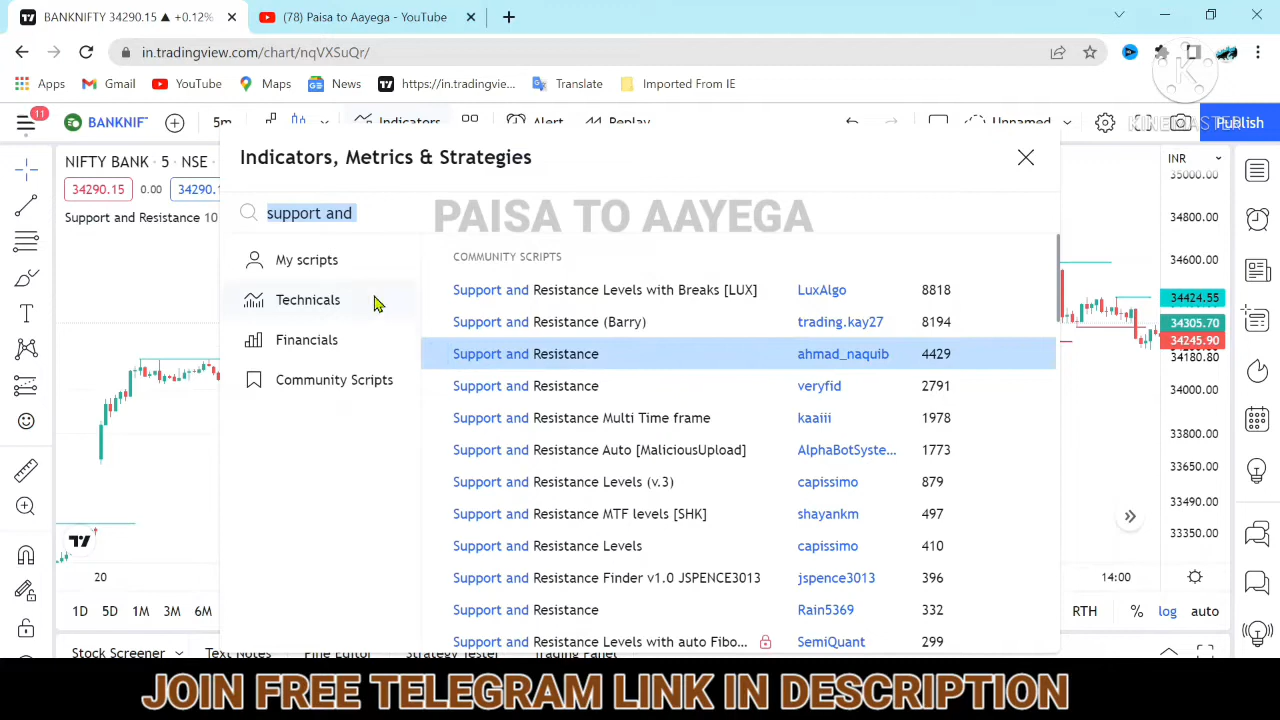 BANKNIFTY 34290.15 ▲ +0.12%
(78) Paisa to Aayega - YouTube
in.tradingview.com/chart/nqVXSuQr/
Apps
Gmail
YouTube
Maps
News
https://in.tradingvie...
Translate
Imported From IE
K
11
BANKNIF
5m
Indicators
Alert
Replay
Unnamed
KINEMASTER
Publish
NIFTY BANK · 5 · NSE
34290.15
0.00
34290.1
Support and Resistance 10
Indicators, Metrics & Strategies
support and
PAISA TO AAYEGA
My scripts
Technicals
Financials
Community Scripts
COMMUNITY SCRIPTS
Support and Resistance Levels with Breaks [LUX] LuxAlgo 8818
Support and Resistance (Barry) trading.kay27 8194
Support and Resistance ahmad_naquib 4429
Support and Resistance veryfid 2791
Support and Resistance Multi Time frame kaaiii 1978
Support and Resistance Auto [MaliciousUpload] AlphaBotSyste... 1773
Support and Resistance Levels (v.3) capissimo 879
Support and Resistance MTF levels [SHK] shayankm 497
Support and Resistance Levels capissimo 410
Support and Resistance Finder v1.0 JSPENCE3013 jspence3013 396
Support and Resistance Rain5369 332
Support and Resistance Levels with auto Fibo... SemiQuant 299
INR
35000.00
34800.00
34600.00
34424.55
34305.70
34245.90
34180.80
34000.00
33800.00
33650.00
33490.00
33350.00
20
14:00
1D 5D 1M 3M 6M
RTH % log auto
Stock Screener
Text Notes
Pine Editor
Strategy Tester
Trading Panel
JOIN FREE TELEGRAM LINK IN DESCRIPTION